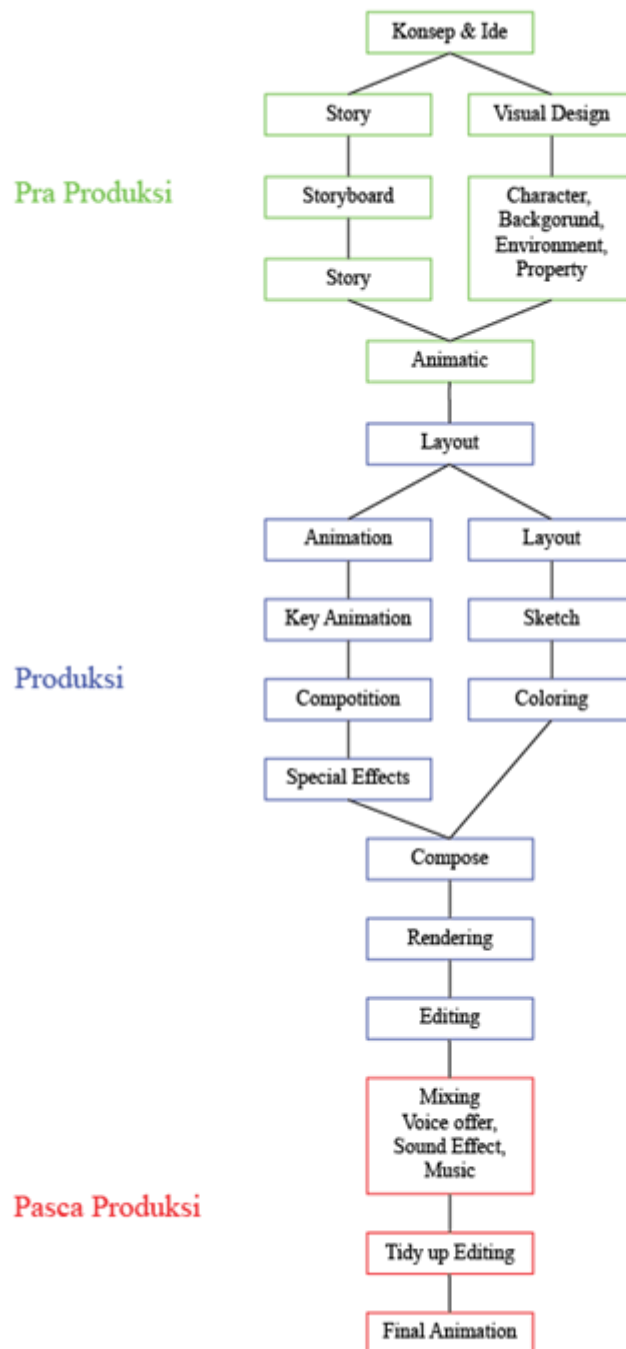 Konsep & Ide
Story
Visual Design
Pra Produksi
Storyboard
Character,
Backgorund,
Environment,
Property
Story
Animatic
Layout
Animation
Layout
Key Animation
Sketch
Produksi
Compotition
Coloring
Special Effects
Compose
Rendering
Editing
Mixing
Voice offer,
Sound Effect,
Music
Pasca Produksi
Tidy up Editing
Final Animation